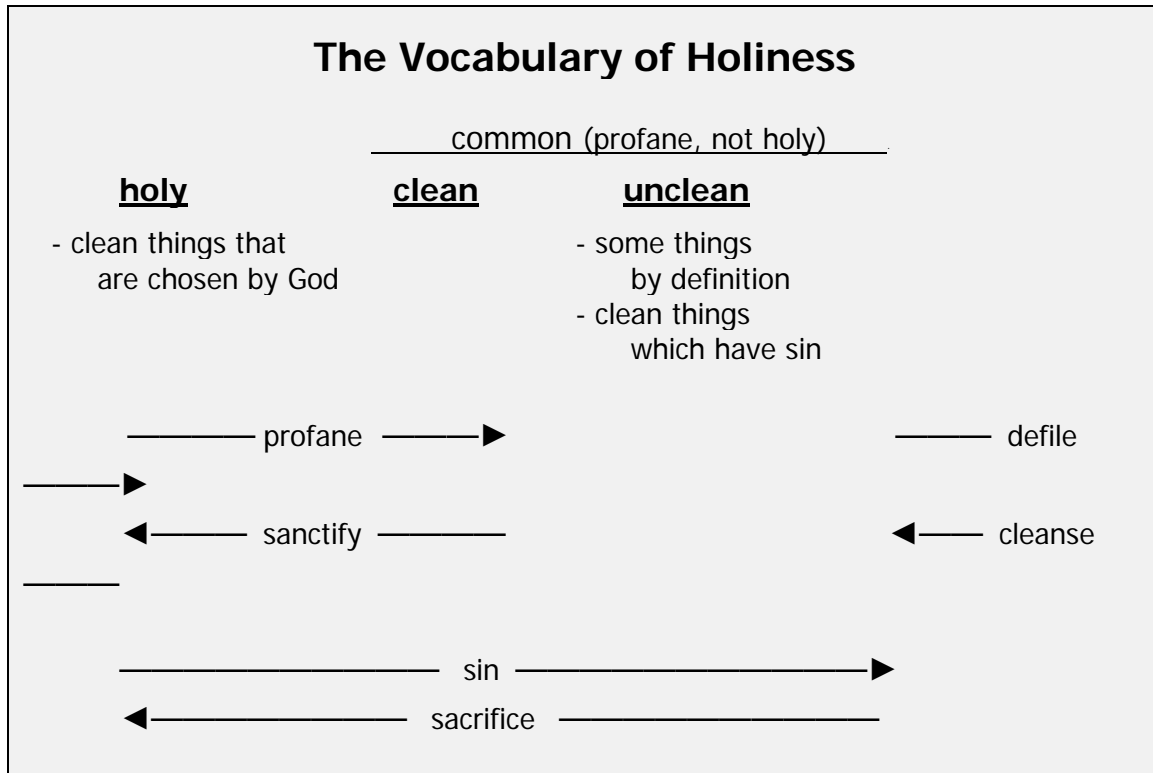 The Vocabulary of Holiness
common (profane, not holy)
holy clean unclean
- clean things that - some things
are chosen by God by definition
- clean things
which have sin
———— profane ———► ——— defile
———►
◄——— sanctify ———— ◄—— cleanse
———
—————————— sin ———————————►
◄———————— sacrifice ——————————